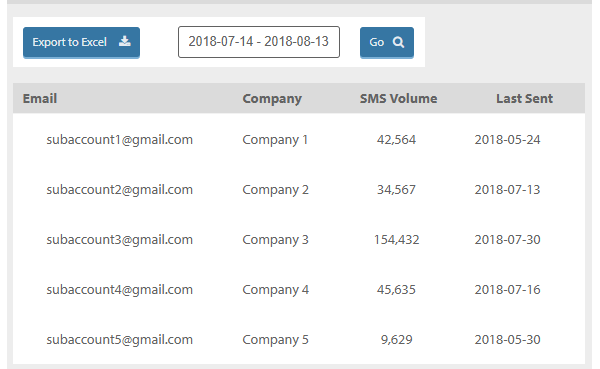 Export to Excel 2018-07-14 - 2018-08-13 Go
Email Company SMS Volume Last Sent
subaccount1@gmail.com Company 1 42,564 2018-05-24
subaccount2@gmail.com Company 2 34,567 2018-07-13
subaccount3@gmail.com Company 3 154,432 2018-07-30
subaccount4@gmail.com Company 4 45,635 2018-07-16
subaccount5@gmail.com Company 5 9,629 2018-05-30